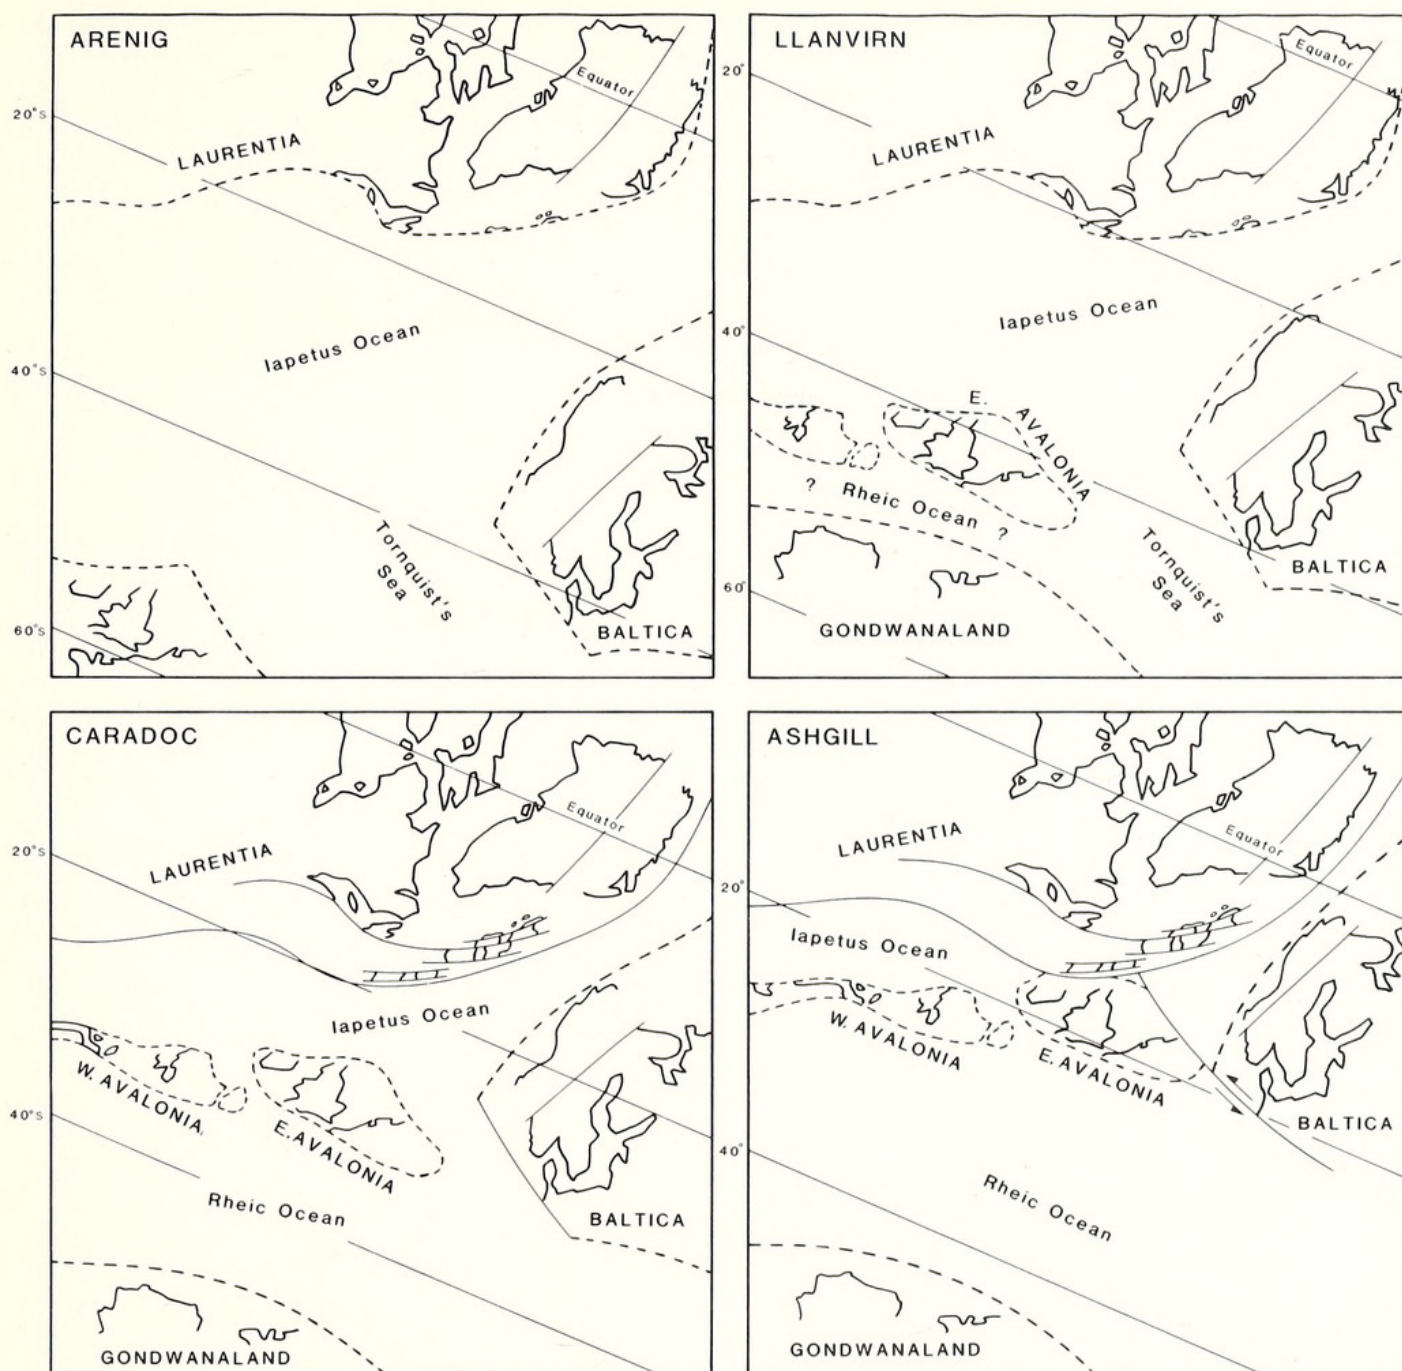 ARENIG
20°S
Equator
LAURENTIA
Iapetus Ocean
40°S
Tornquist's
Sea
60°S
BALTICA
LLANVIRN
20°
Equator
LAURENTIA
Iapetus Ocean
40°
E. AVALONIA
? Rheic Ocean ?
Tornquist's
Sea
BALTICA
60°
GONDWANALAND
CARADOC
Equator
20°S
LAURENTIA
Iapetus Ocean
W. AVALONIA
40°S
E. AVALONIA
Rheic Ocean
BALTICA
GONDWANALAND
ASHGILL
Equator
LAURENTIA
20°
Iapetus Ocean
W. AVALONIA
E. AVALONIA
BALTICA
40°
Rheic Ocean
GONDWANALAND